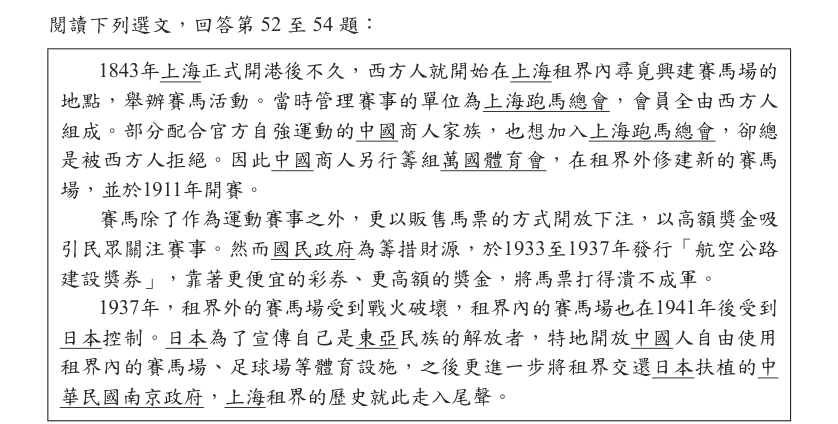 閱讀下列選文，回答第 52 至 54 題：
1843年上海正式開港後不久，西方人就開始在上海租界內尋覓興建賽馬場的
地點，舉辦賽馬活動。當時管理賽事的單位為上海跑馬總會，會員全由西方人
組成。部分配合官方自強運動的中國商人家族，也想加入上海跑馬總會，卻總
是被西方人拒絕。因此中國商人另行籌組萬國體育會，在租界外修建新的賽馬
場，並於1911年開賽。
賽馬除了作為運動賽事之外，更以販售馬票的方式開放下注，以高額獎金吸
引民眾關注賽事。然而國民政府為籌措財源，於1933至1937年發行「航空公路
建設獎券」，靠著更便宜的彩券、更高額的獎金，將馬票打得潰不成軍。
1937年，租界外的賽馬場受到戰火破壞，租界內的賽馬場也在1941年後受到
日本控制。日本為了宣傳自己是東亞民族的解放者，特地開放中國人自由使用
租界內的賽馬場、足球場等體育設施，之後更進一步將租界交還日本扶植的中
華民國南京政府，上海租界的歷史就此走入尾聲。